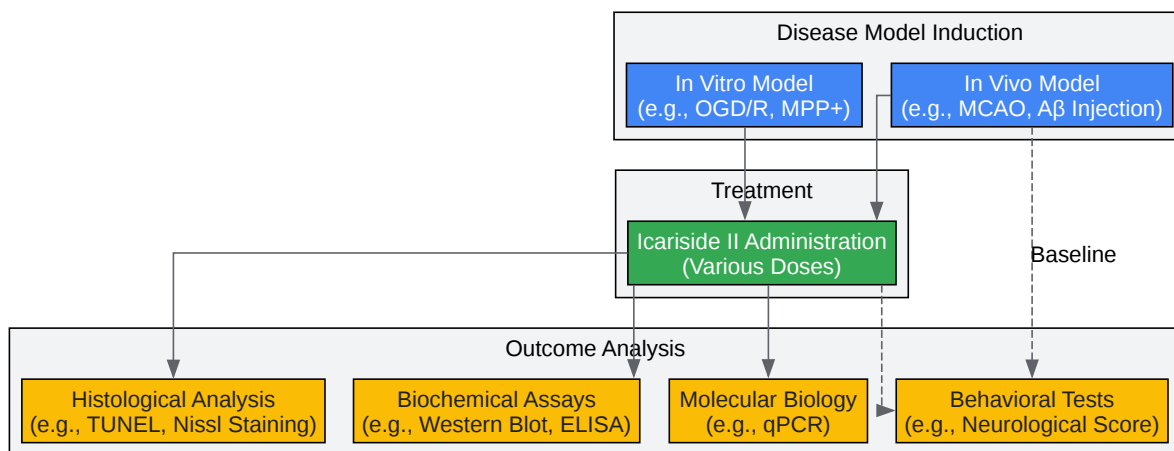 Disease Model Induction
In Vitro Model
(e.g., OGD/R, MPP+)
In Vivo Model
(e.g., MCAO, Aβ Injection)
Treatment
Icariside II Administration
(Various Doses)
Baseline
Outcome Analysis
Histological Analysis
(e.g., TUNEL, Nissl Staining)
Biochemical Assays
(e.g., Western Blot, ELISA)
Molecular Biology
(e.g., qPCR)
Behavioral Tests
(e.g., Neurological Score)